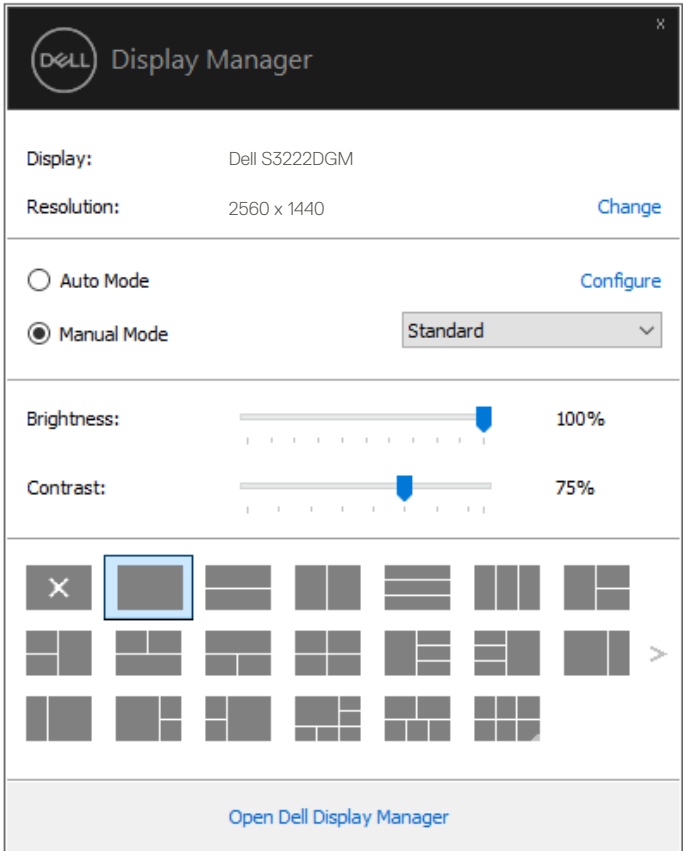 x
DELL Display Manager
Display: Dell S3222DGM
Resolution: 2560 x 1440 Change
Auto Mode Configure
Manual Mode Standard
Brightness: 100%
Contrast: 75%
Open Dell Display Manager